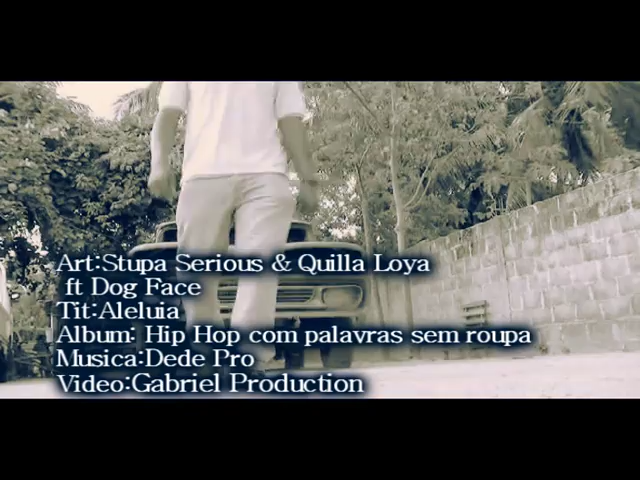 Art:Stupa Serious & Quilla Loya
ft Dog Face
Tit:Aleluia
Album: Hip Hop com palavras sem roupa
Musica:Dede Pro
Video:Gabriel Production